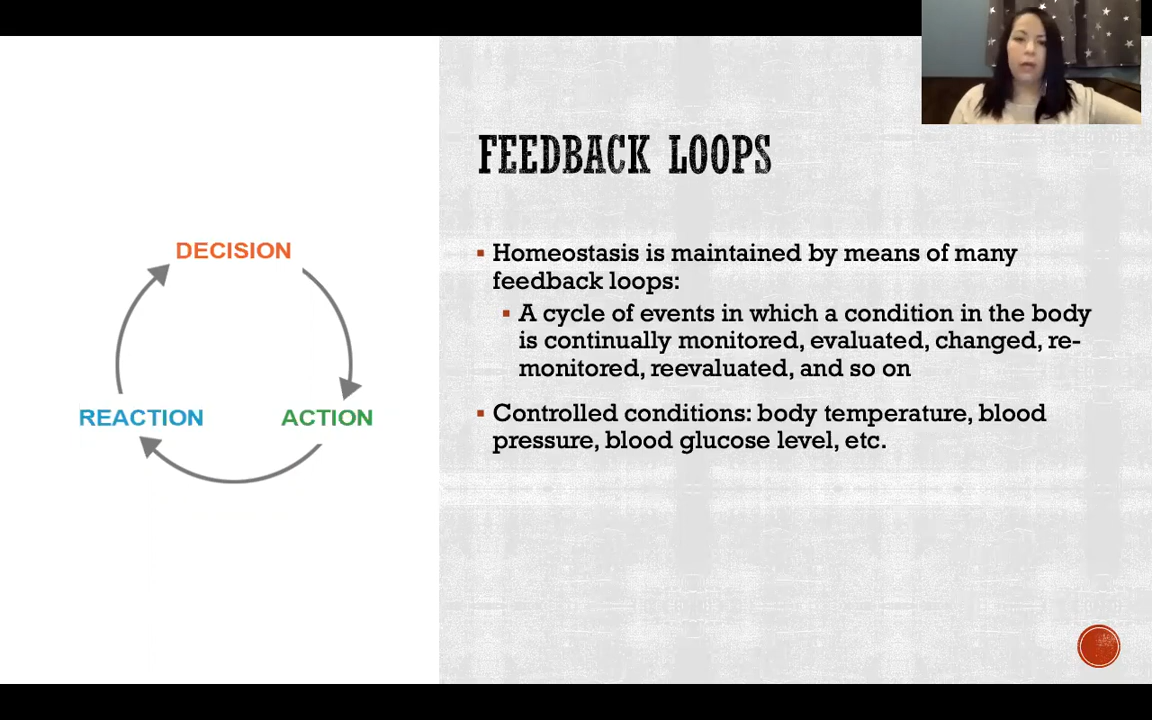 FEEDBACK LOOPS
DECISION
REACTION
ACTION
▪ Homeostasis is maintained by means of many
feedback loops:
▪ A cycle of events in which a condition in the body
is continually monitored, evaluated, changed, re-
monitored, reevaluated, and so on
▪ Controlled conditions: body temperature, blood
pressure, blood glucose level, etc.